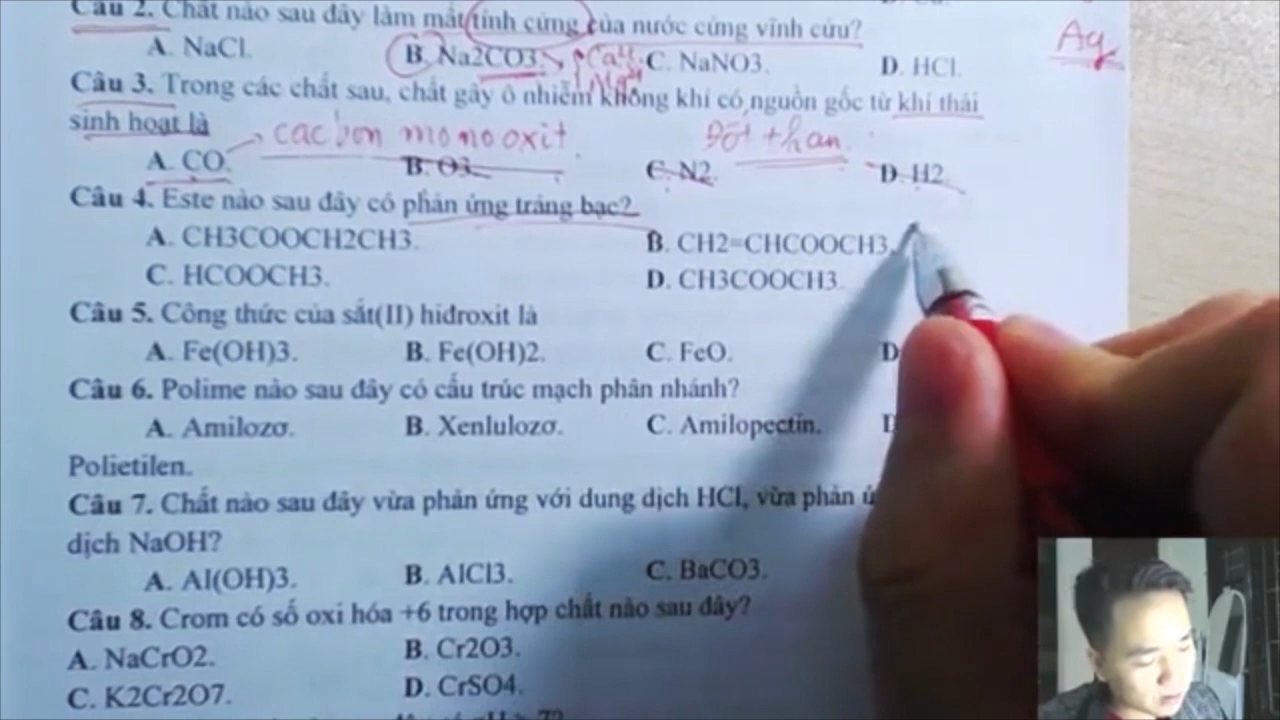 Câu 2. Chất nào sau đây làm mất tính cứng của nước cứng vĩnh cửu?
Ag
A. NaCl. B. Na2CO3. C. NaNO3. D. HCl.
Câu 3. Trong các chất sau, chất gây ô nhiễm không khí có nguồn gốc từ khí thải
sinh hoạt là
cacbon monooxit. Đốt than.
A. CO. B. O3. C. N2. D. H2.
Câu 4. Este nào sau đây có phản ứng tráng bạc?
A. CH3COOCH2CH3. B. CH2=CHCOOCH3.
C. HCOOCH3. D. CH3COOCH3.
Câu 5. Công thức của sắt(II) hiđroxit là
A. Fe(OH)3. B. Fe(OH)2. C. FeO. D
Câu 6. Polime nào sau đây có cấu trúc mạch phân nhánh?
A. Amilozơ. B. Xenlulozơ. C. Amilopectin.
Polietilen.
Câu 7. Chất nào sau đây vừa phản ứng với dung dịch HCl, vừa phản
dịch NaOH?
A. Al(OH)3. B. AlCl3. C. BaCO3.
Câu 8. Crom có số oxi hóa +6 trong hợp chất nào sau đây?
A. NaCrO2. B. Cr2O3.
C. K2Cr2O7. D. CrSO4.